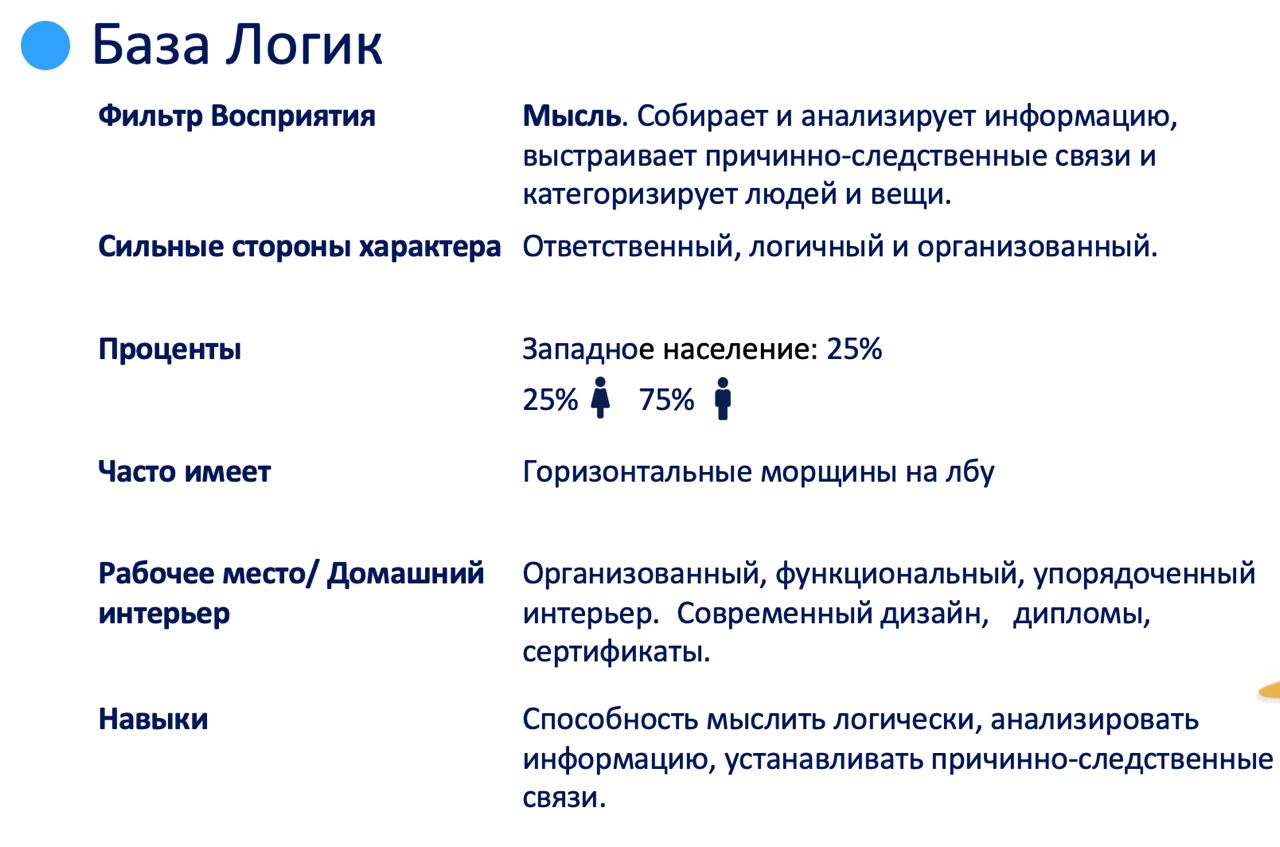 База Логик
Фильтр Восприятия
Мысль. Собирает и анализирует информацию,
выстраивает причинно-следственные связи и
категоризирует людей и вещи.
Сильные стороны характера
Ответственный, логичный и организованный.
Проценты
Западное население: 25%
25% 75%
Часто имеет
Горизонтальные морщины на лбу
Рабочее место/ Домашний
интерьер
Организованный, функциональный, упорядоченный
интерьер. Современный дизайн, дипломы,
сертификаты.
Навыки
Способность мыслить логически, анализировать
информацию, устанавливать причинно-следственные
связи.